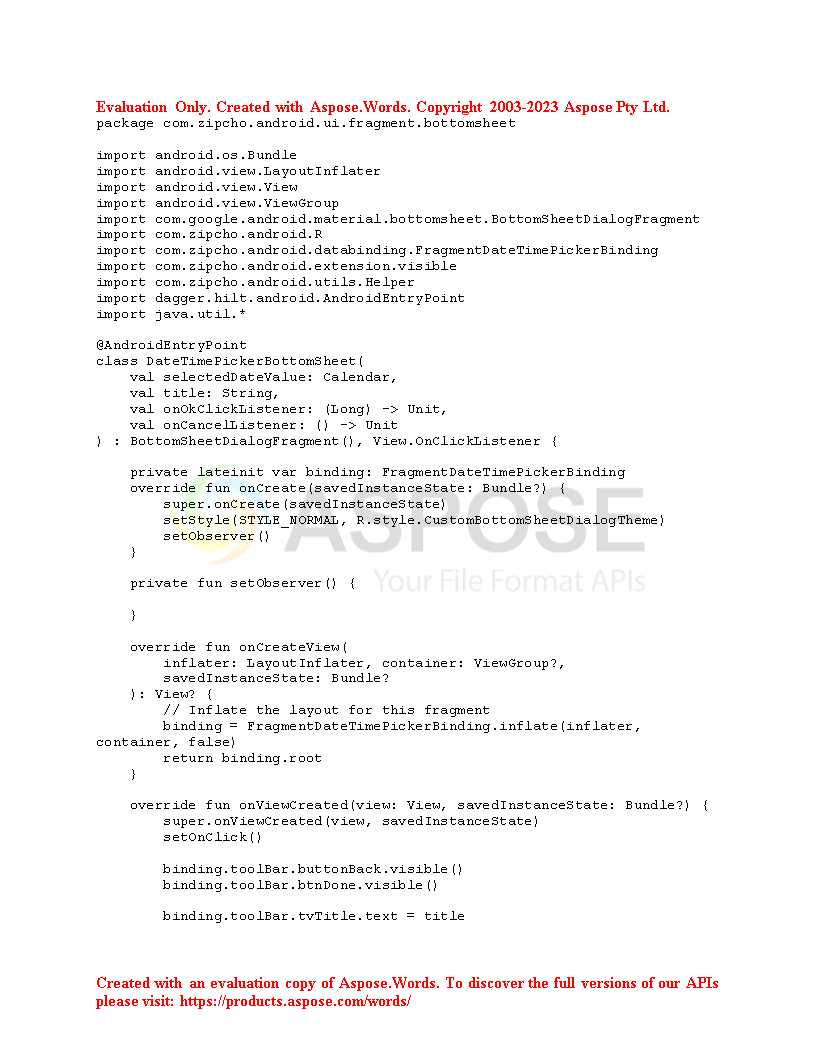 Evaluation Only. Created with Aspose.Words. Copyright 2003-2023 Aspose Pty Ltd.
package com.zipcho.android.ui.fragment.bottomsheet

import android.os.Bundle
import android.view.LayoutInflater
import android.view.View
import android.view.ViewGroup
import com.google.android.material.bottomsheet.BottomSheetDialogFragment
import com.zipcho.android.R
import com.zipcho.android.databinding.FragmentDateTimePickerBinding
import com.zipcho.android.extension.visible
import com.zipcho.android.utils.Helper
import dagger.hilt.android.AndroidEntryPoint
import java.util.*

@AndroidEntryPoint
class DateTimePickerBottomSheet(
    val selectedDateValue: Calendar,
    val title: String,
    val onOkClickListener: (Long) -> Unit,
    val onCancelListener: () -> Unit
) : BottomSheetDialogFragment(), View.OnClickListener {

    private lateinit var binding: FragmentDateTimePickerBinding
    override fun onCreate(savedInstanceState: Bundle?) {
        super.onCreate(savedInstanceState)
        setStyle(STYLE_NORMAL, R.style.CustomBottomSheetDialogTheme)
        setObserver()
    }
ASPOSE
Your File Format APIs

    private fun setObserver() {

    }

    override fun onCreateView(
        inflater: LayoutInflater, container: ViewGroup?,
        savedInstanceState: Bundle?
    ): View? {
        // Inflate the layout for this fragment
        binding = FragmentDateTimePickerBinding.inflate(inflater,
container, false)
        return binding.root
    }

    override fun onViewCreated(view: View, savedInstanceState: Bundle?) {
        super.onViewCreated(view, savedInstanceState)
        setOnClick()

        binding.toolBar.buttonBack.visible()
        binding.toolBar.btnDone.visible()

        binding.toolBar.tvTitle.text = title

Created with an evaluation copy of Aspose.Words. To discover the full versions of our APIs
please visit: https://products.aspose.com/words/